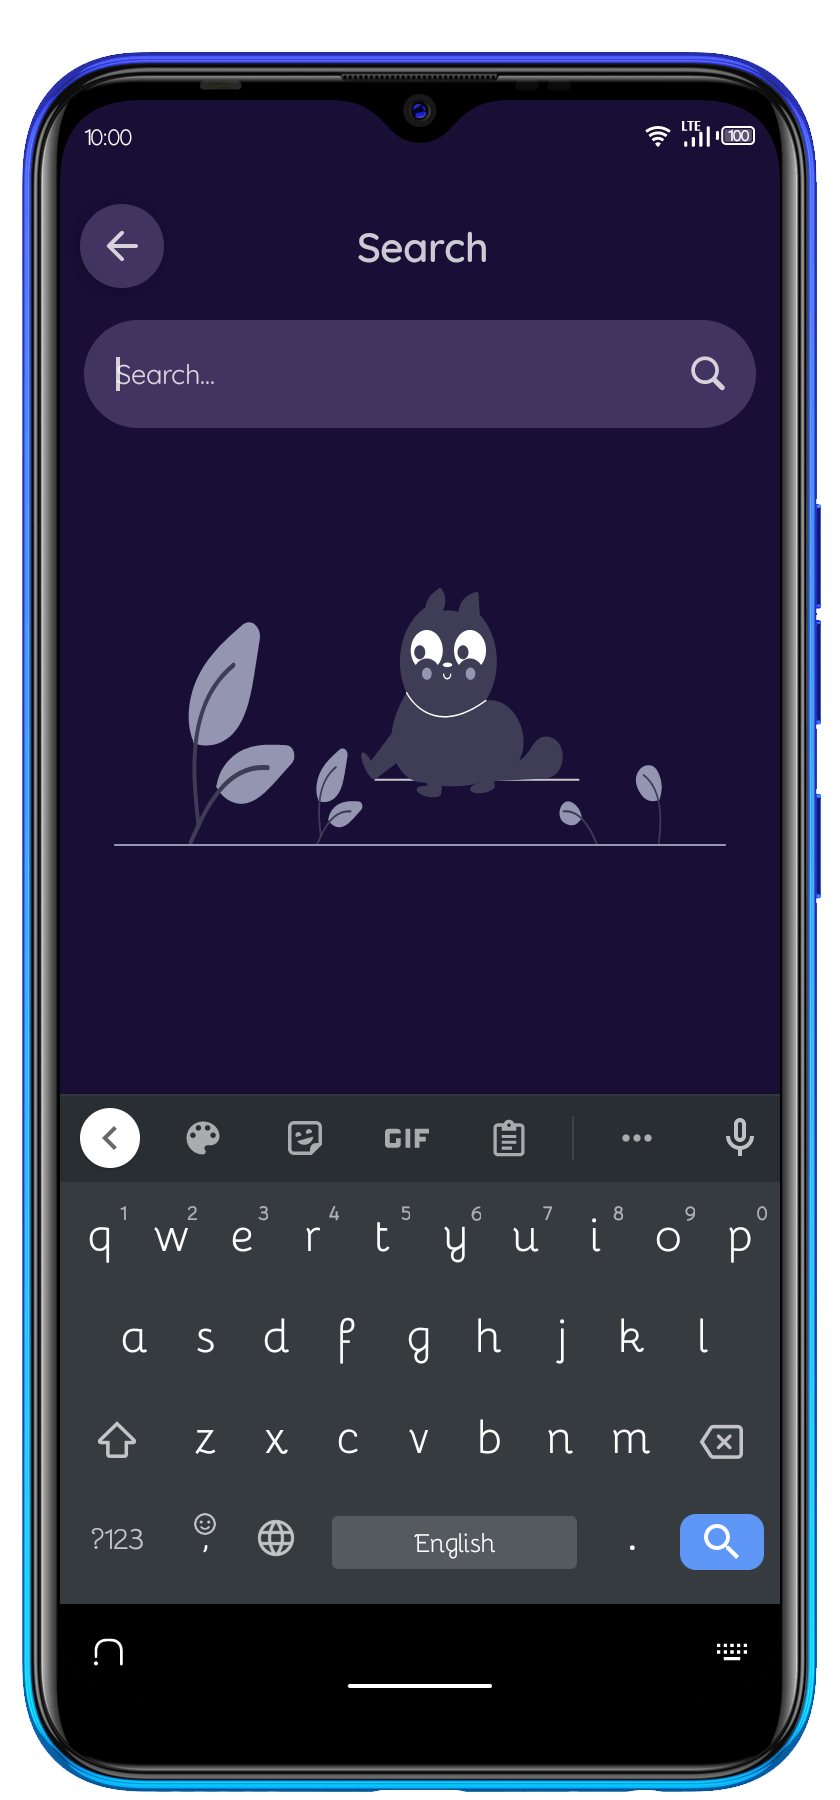 10:00 LTE 100
Search
Search...
GIF
1 2 3 4 5 6 7 8 9 0
q w e r t y u i o p
a s d f g h j k l
z x c v b n m
?123 , English .